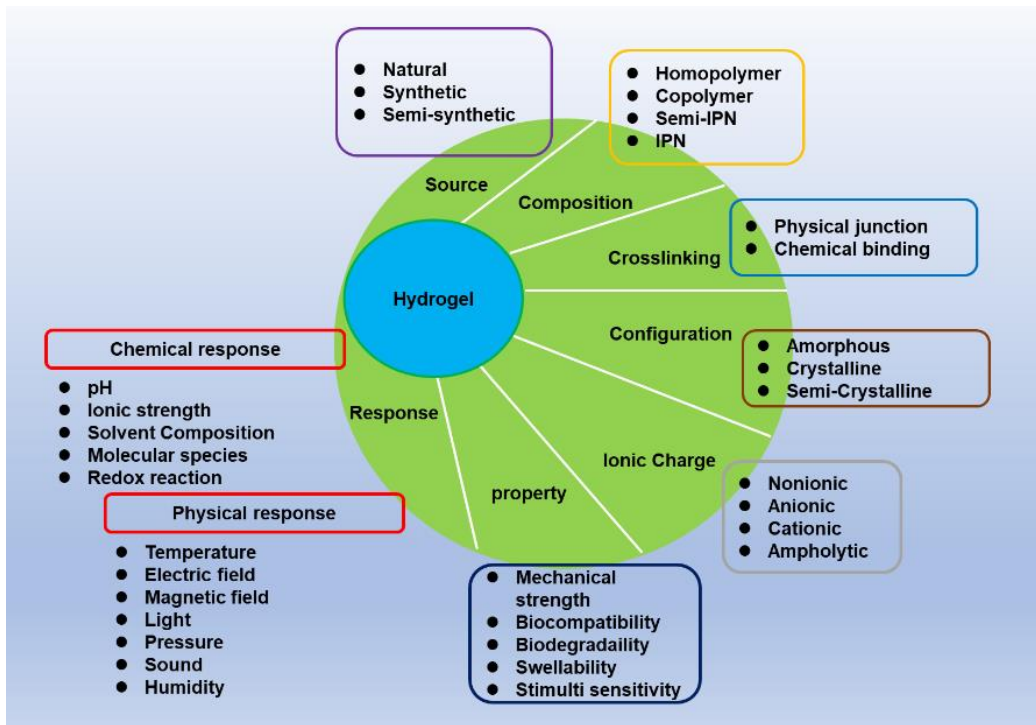 ● Natural
● Synthetic
● Semi-synthetic
● Homopolymer
● Copolymer
● Semi-IPN
● IPN
Source
Composition
● Physical junction
● Chemical binding
Crosslinking
Hydrogel
Configuration
● Amorphous
● Crystalline
● Semi-Crystalline
Chemical response
● pH
● Ionic strength
● Solvent Composition
● Molecular species
● Redox reaction
Response
Ionic Charge
● Nonionic
● Anionic
● Cationic
● Ampholytic
property
Physical response
● Temperature
● Electric field
● Magnetic field
● Light
● Pressure
● Sound
● Humidity
● Mechanical
strength
● Biocompatibility
● Biodegradaility
● Swellability
● Stimulti sensitivity